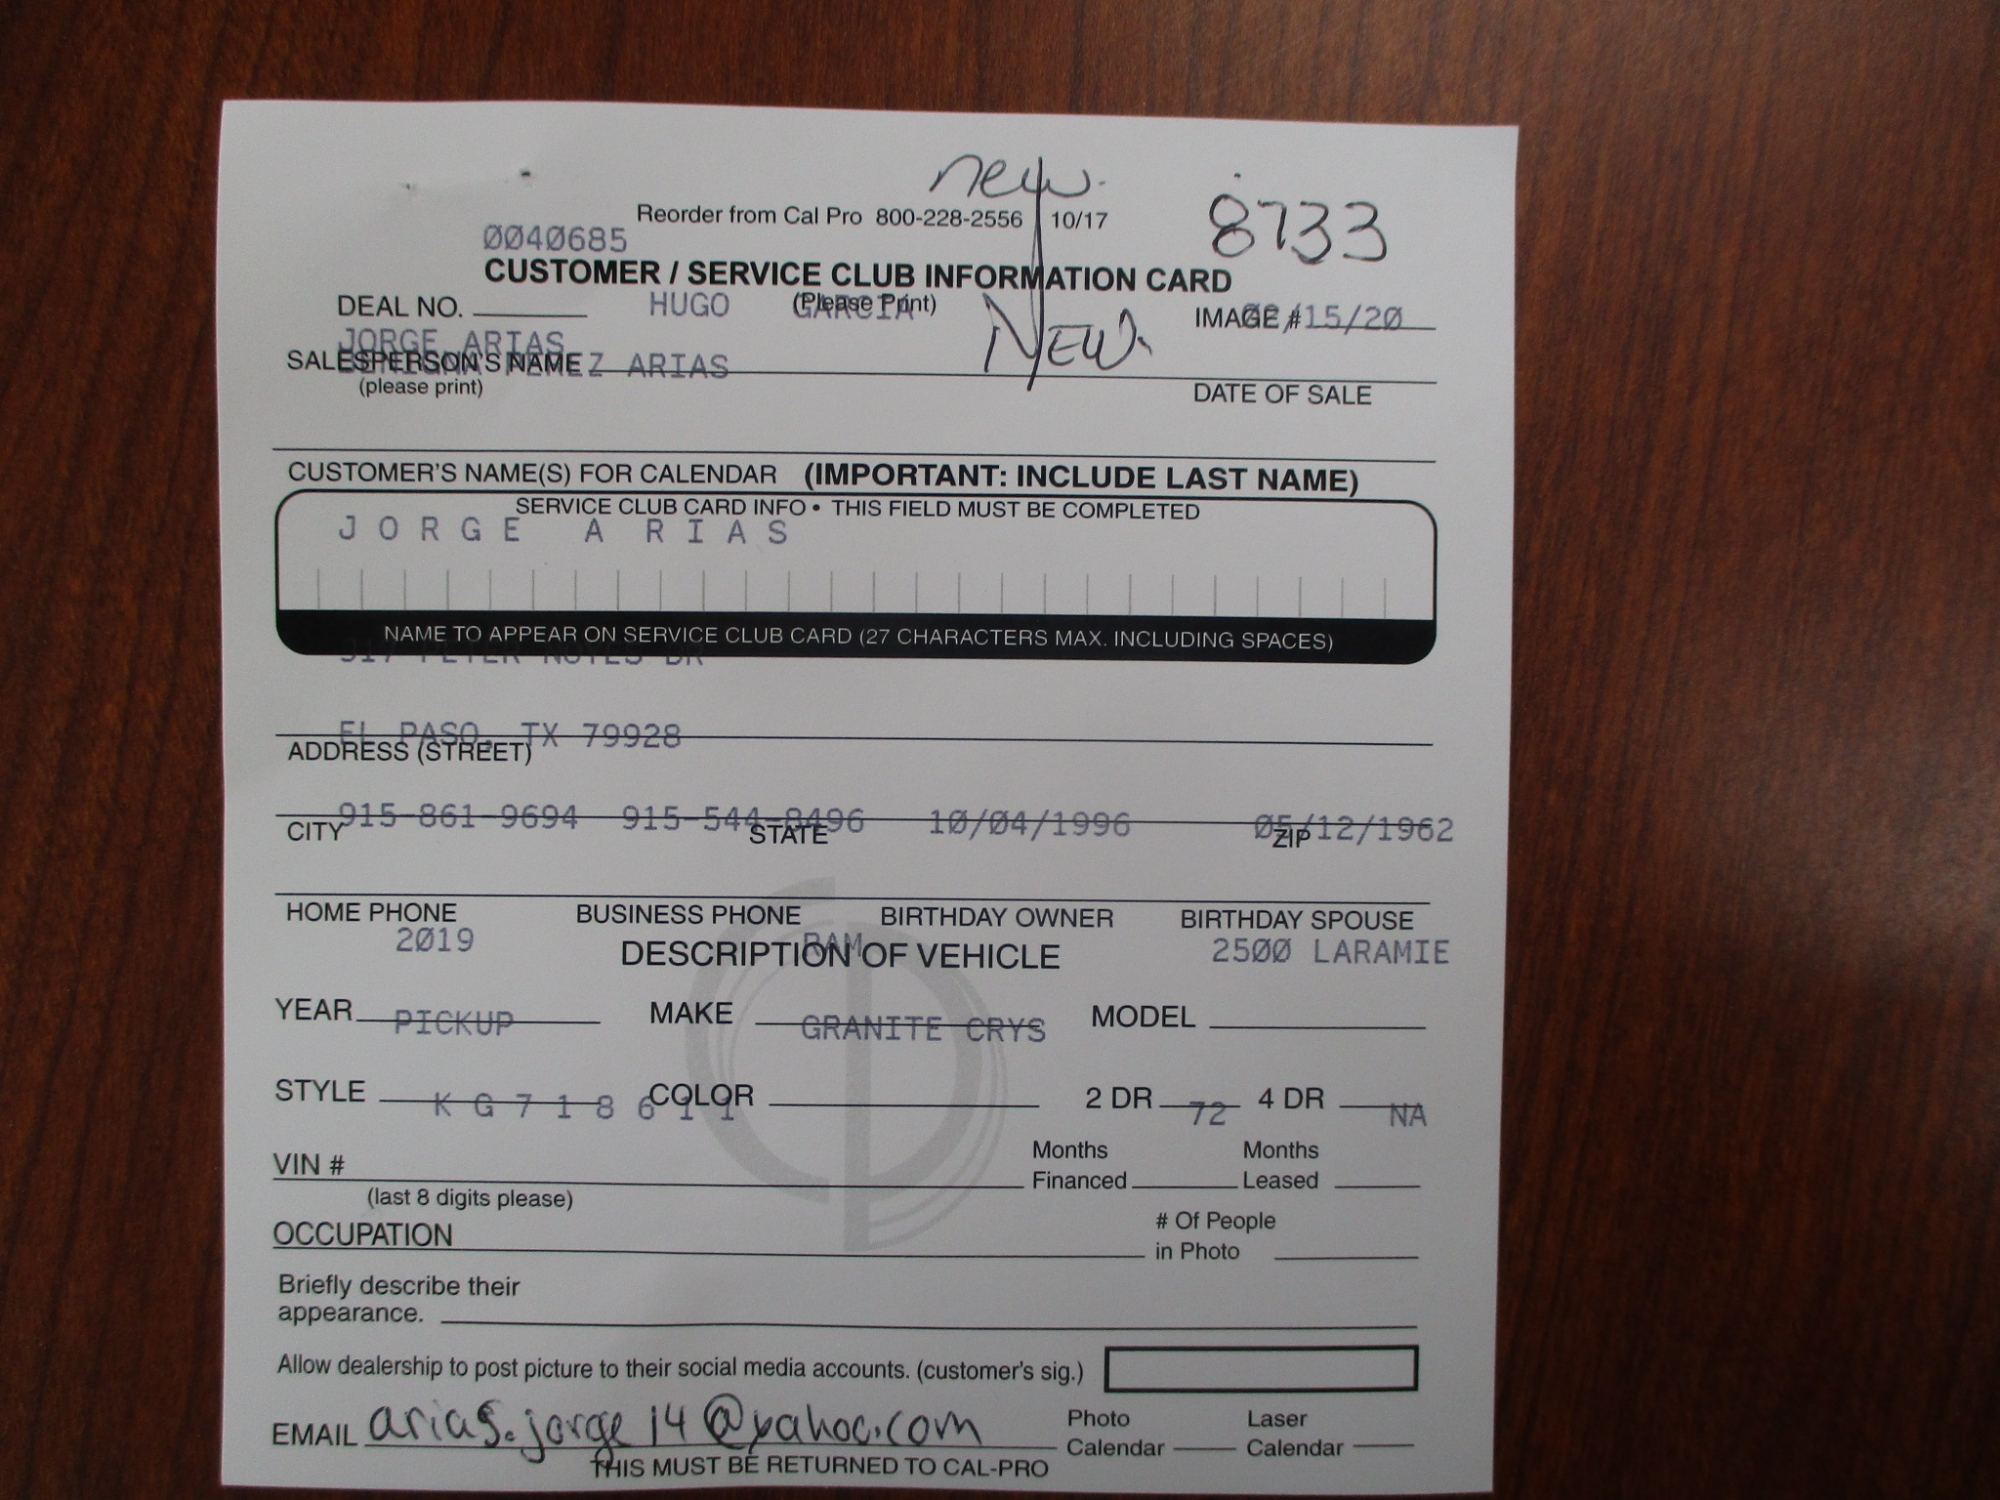 new.
Reorder from Cal Pro 800-228-2556 10/17
8733
0040685
CUSTOMER / SERVICE CLUB INFORMATION CARD
(Please Print)
DEAL NO. HUGO GARCIA
NEW
IMAGE # 02/15/20
JORGE ARIAS
SALESPERSON'S NAME ARIAS
(please print)
DATE OF SALE
CUSTOMER'S NAME(S) FOR CALENDAR (IMPORTANT: INCLUDE LAST NAME)
SERVICE CLUB CARD INFO • THIS FIELD MUST BE COMPLETED
JORGE ARIAS
NAME TO APPEAR ON SERVICE CLUB CARD (27 CHARACTERS MAX. INCLUDING SPACES)
317 PETER NOYES DR
EL PASO, TX 79928
ADDRESS (STREET)
915-861-9694 915-544-8496 10/04/1996 05/12/1962
CITY STATE ZIP
HOME PHONE BUSINESS PHONE BIRTHDAY OWNER BIRTHDAY SPOUSE
2019 RAM 2500 LARAMIE
DESCRIPTION OF VEHICLE
YEAR MAKE MODEL
PICKUP GRANITE CRYS
STYLE COLOR 2 DR 4 DR
KG718611 72 NA
VIN # Months Financed Months Leased
(last 8 digits please)
OCCUPATION # Of People in Photo
Briefly describe their
appearance.
Allow dealership to post picture to their social media accounts. (customer's sig.)
EMAIL arias.jorge14@yahoo.com Photo Calendar Laser Calendar
THIS MUST BE RETURNED TO CAL-PRO